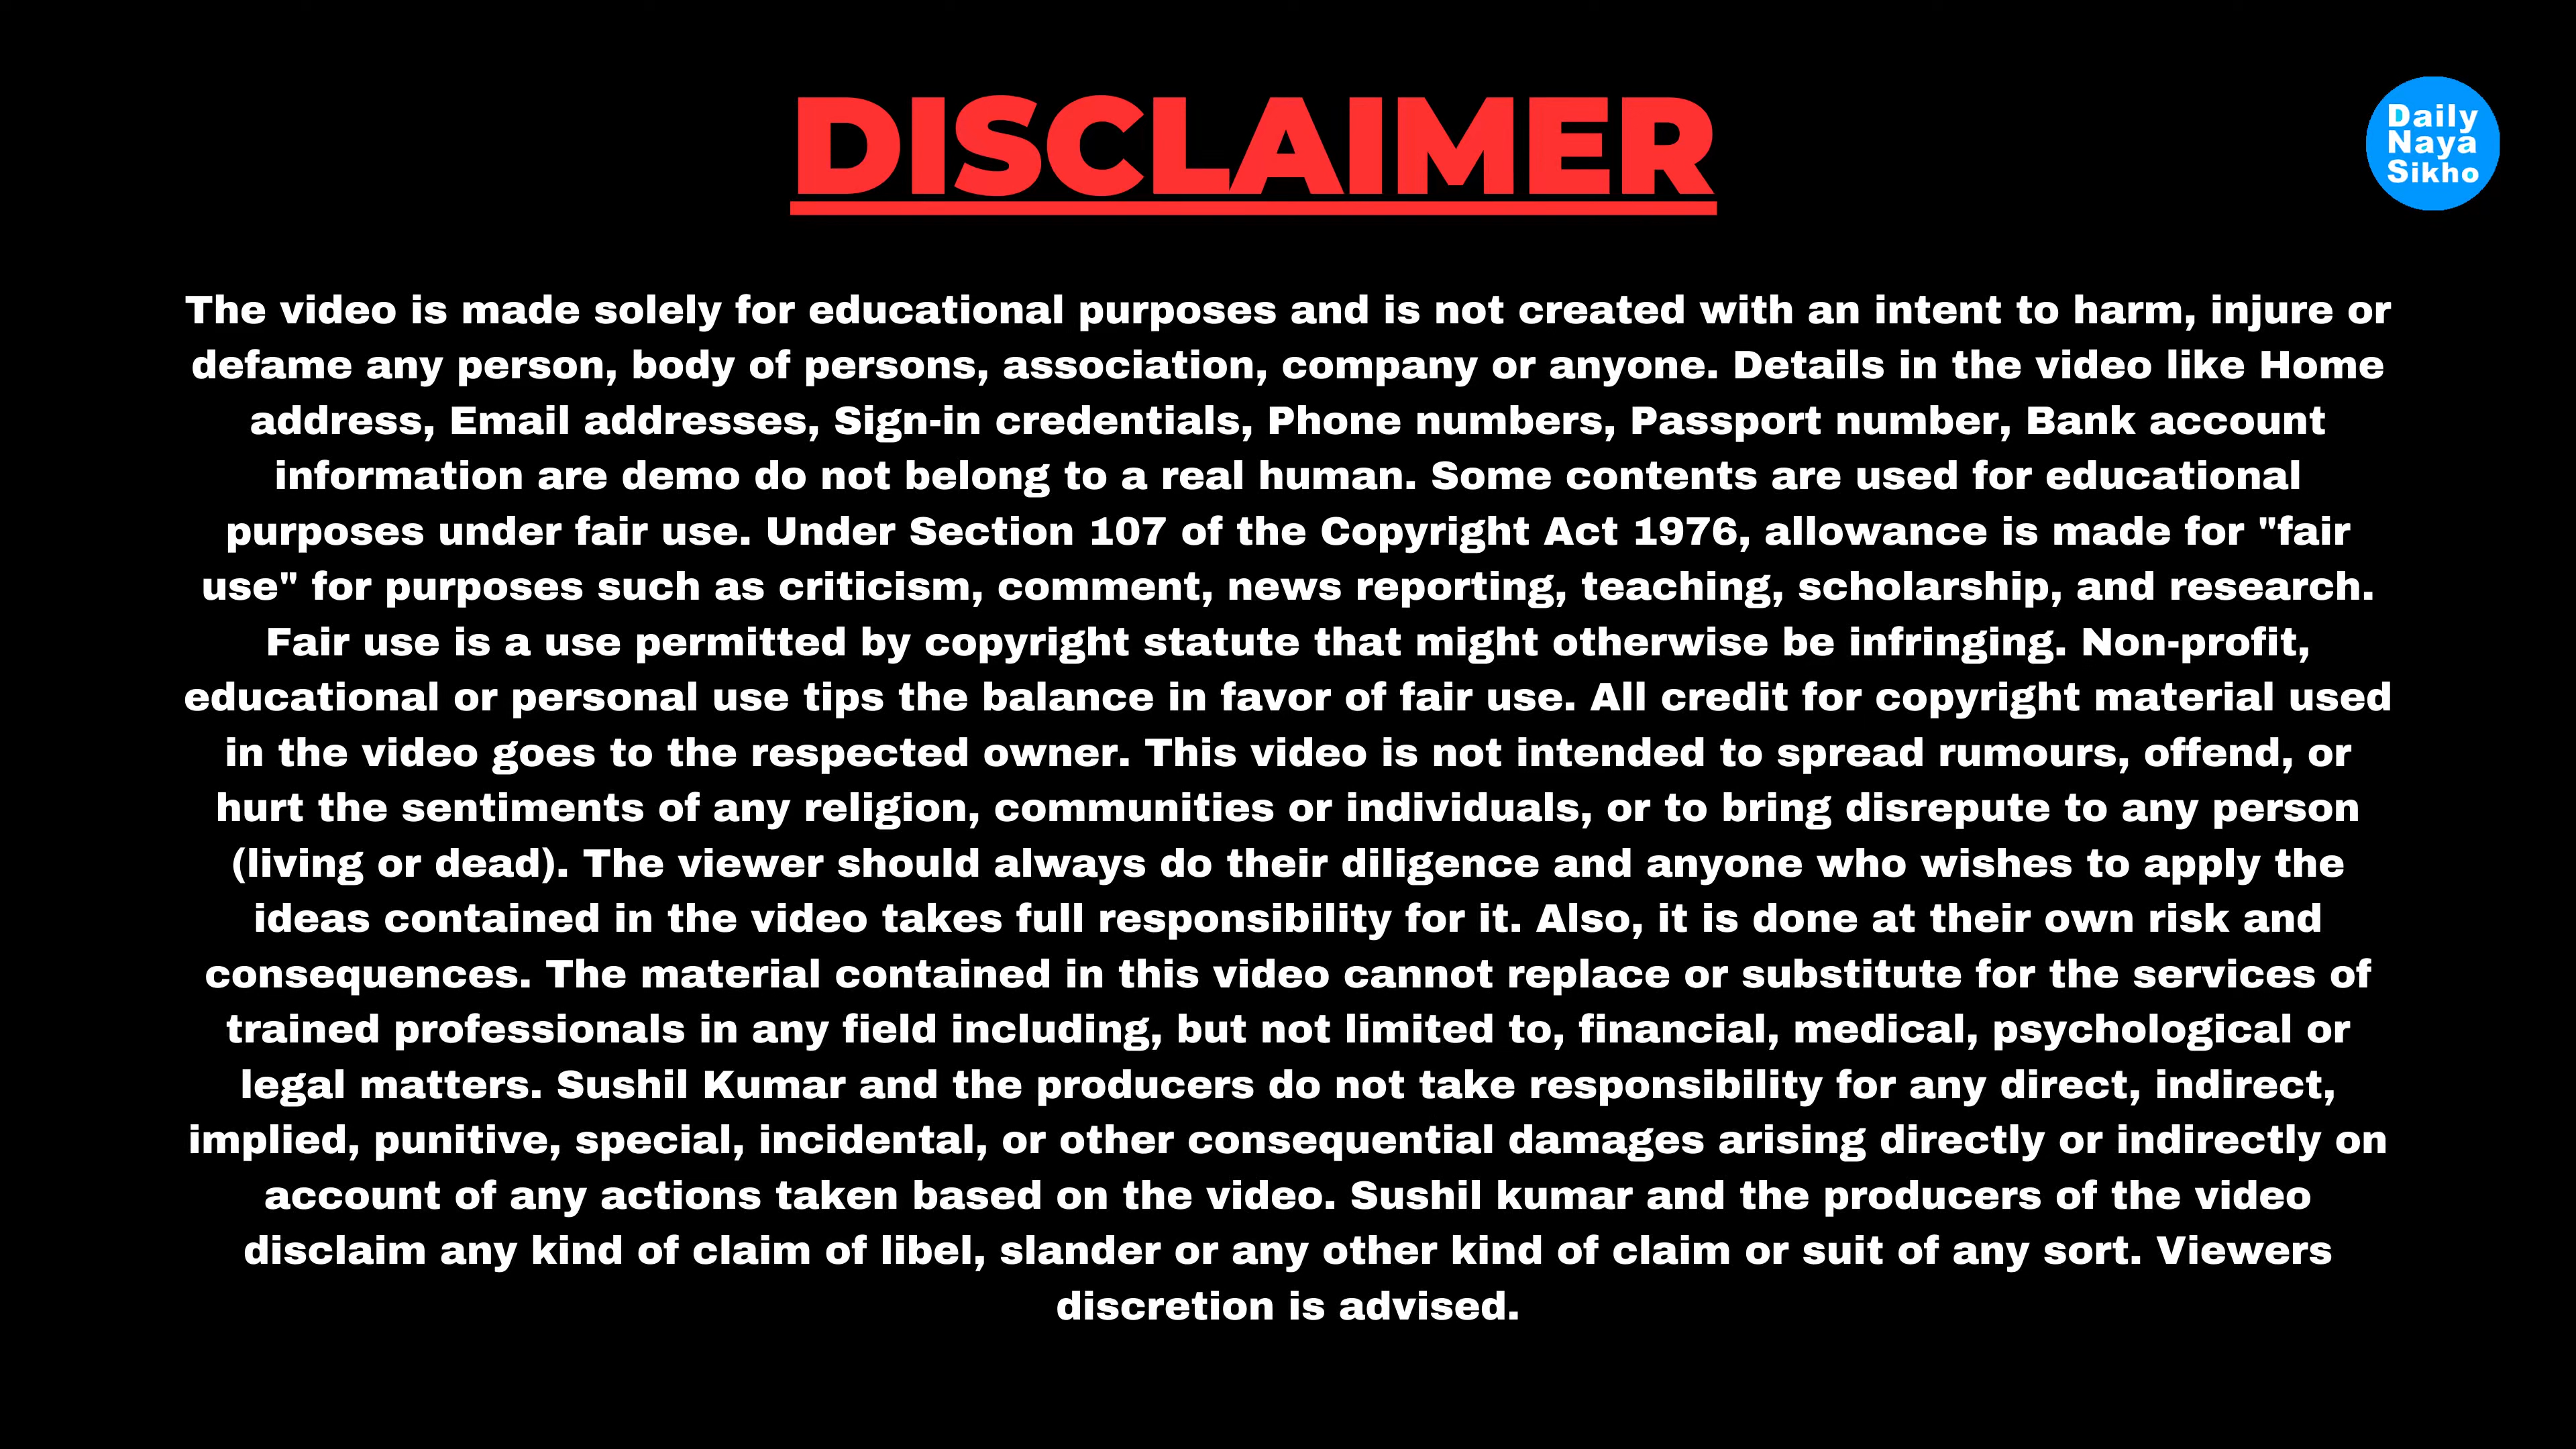 DISCLAIMER
Daily
Naya
Sikho
The video is made solely for educational purposes and is not created with an intent to harm, injure or
defame any person, body of persons, association, company or anyone. Details in the video like Home
address, Email addresses, Sign-in credentials, Phone numbers, Passport number, Bank account
information are demo do not belong to a real human. Some contents are used for educational
purposes under fair use. Under Section 107 of the Copyright Act 1976, allowance is made for "fair
use" for purposes such as criticism, comment, news reporting, teaching, scholarship, and research.
Fair use is a use permitted by copyright statute that might otherwise be infringing. Non-profit,
educational or personal use tips the balance in favor of fair use. All credit for copyright material used
in the video goes to the respected owner. This video is not intended to spread rumours, offend, or
hurt the sentiments of any religion, communities or individuals, or to bring disrepute to any person
(living or dead). The viewer should always do their diligence and anyone who wishes to apply the
ideas contained in the video takes full responsibility for it. Also, it is done at their own risk and
consequences. The material contained in this video cannot replace or substitute for the services of
trained professionals in any field including, but not limited to, financial, medical, psychological or
legal matters. Sushil Kumar and the producers do not take responsibility for any direct, indirect,
implied, punitive, special, incidental, or other consequential damages arising directly or indirectly on
account of any actions taken based on the video. Sushil kumar and the producers of the video
disclaim any kind of claim of libel, slander or any other kind of claim or suit of any sort. Viewers
discretion is advised.